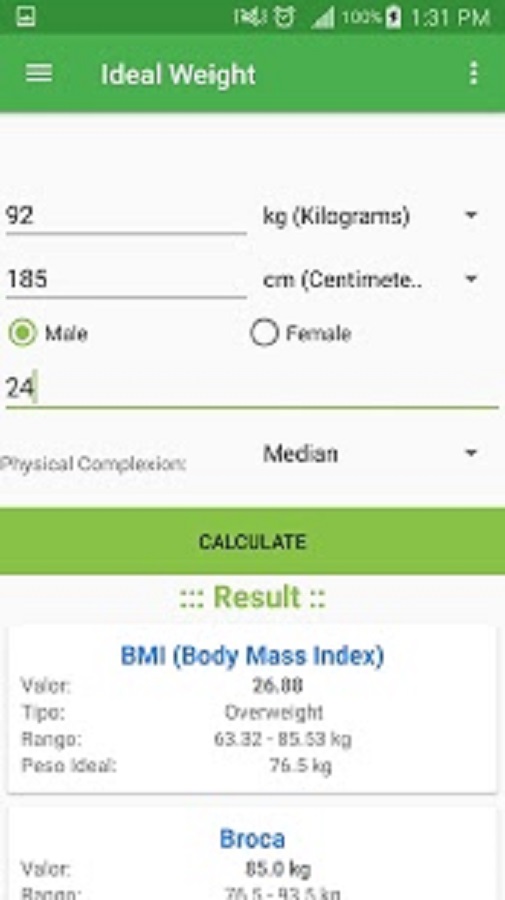 100% 1:31 PM
Ideal Weight
92 kg (Kilograms)
185 cm (Centimete..
Male Female
24
Physical Complexion: Median
CALCULATE
::: Result ::
BMI (Body Mass Index)
Valor: 26.88
Tipo: Overweight
Rango: 63.32 - 85.53 kg
Peso Ideal: 76.5 kg
Broca
Valor: 85.0 kg
Rango: 76.5 - 93.5 kg